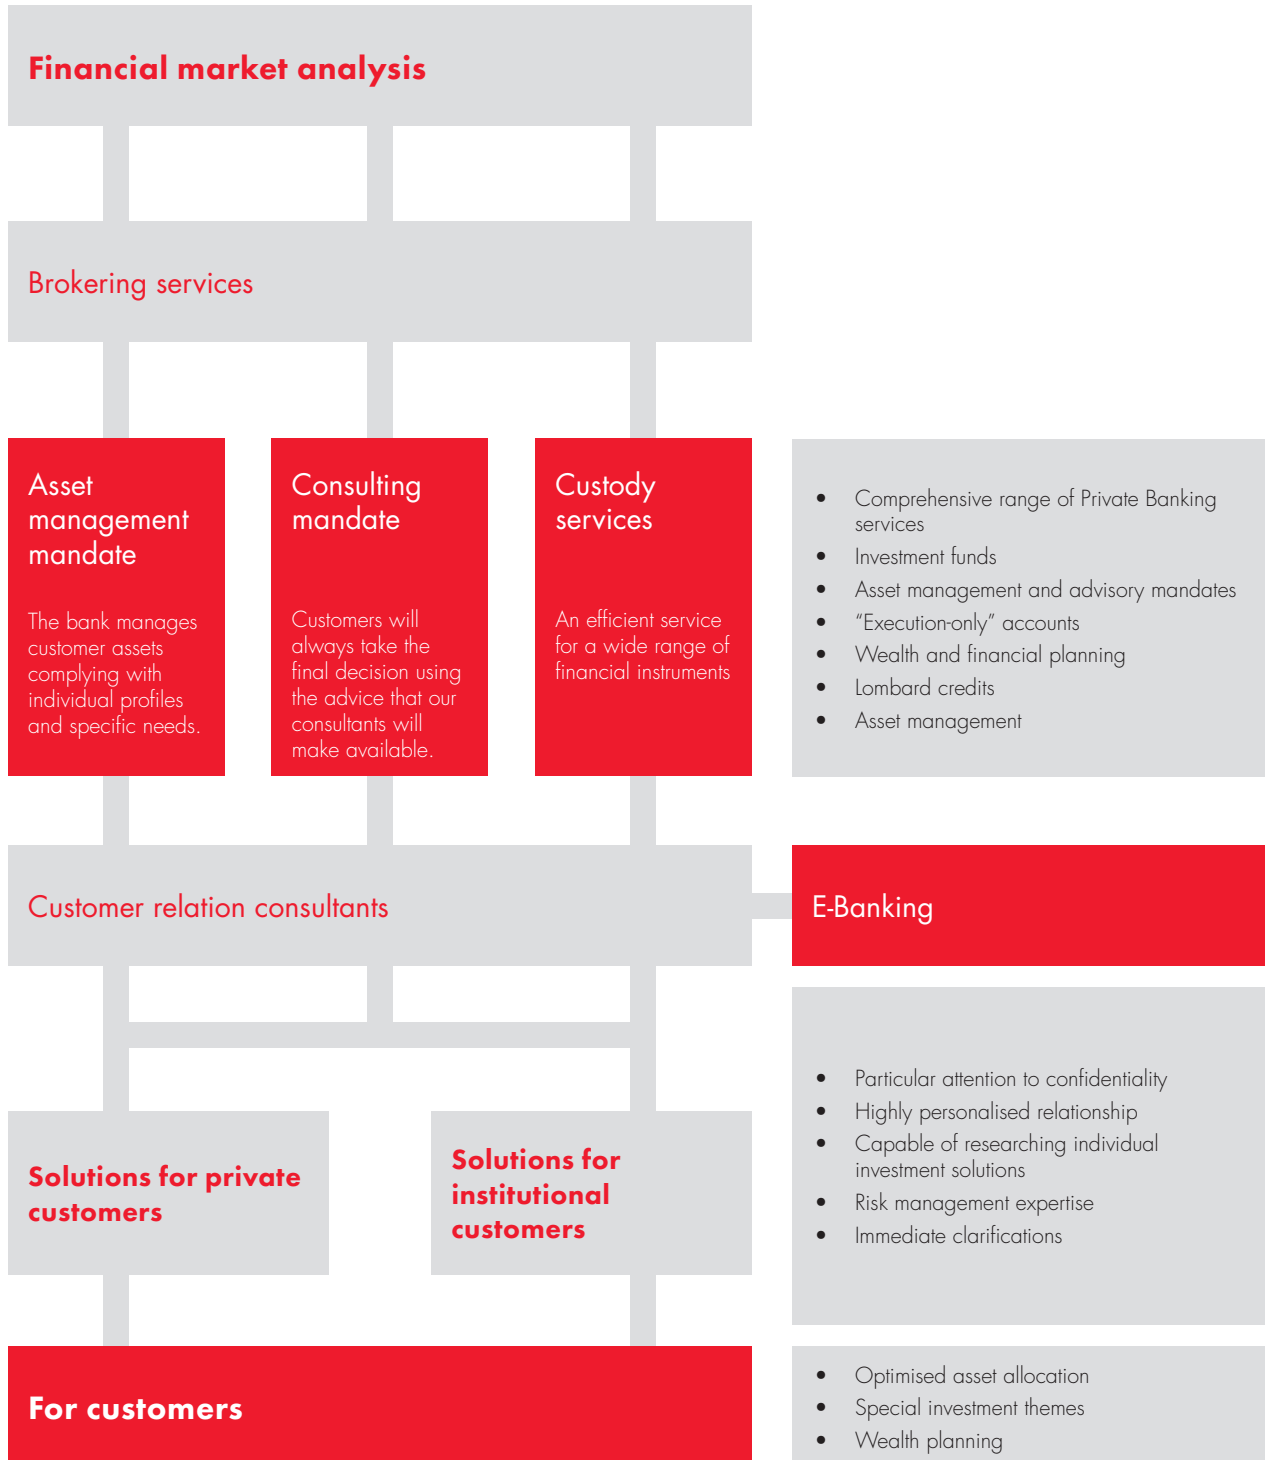 Financial market analysis
Brokering services
Asset
management
mandate
The bank manages
customer assets
complying with
individual profiles
and specific needs.
Consulting
mandate
Customers will
always take the
final decision using
the advice that our
consultants will
make available.
Custody
services
An efficient service
for a wide range of
financial instruments
• Comprehensive range of Private Banking
services
• Investment funds
• Asset management and advisory mandates
• “Execution-only” accounts
• Wealth and financial planning
• Lombard credits
• Asset management
Customer relation consultants
E-Banking
Solutions for private
customers
Solutions for
institutional
customers
• Particular attention to confidentiality
• Highly personalised relationship
• Capable of researching individual
investment solutions
• Risk management expertise
• Immediate clarifications
For customers
• Optimised asset allocation
• Special investment themes
• Wealth planning